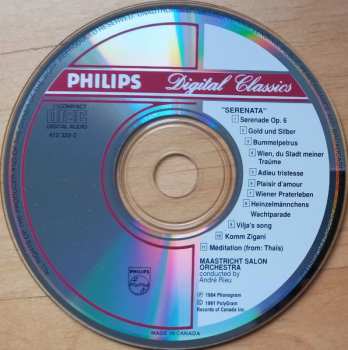 PHILIPS Digital Classics
COMPACT
disc
DIGITAL AUDIO
"SERENATA"
1 Serenade Op. 6
2 Gold und Silber
3 Bummelpetrus
4 Wien, du Stadt meiner
Traüme
5 Adieu tristesse
6 Plaisir d'amour
7 Wiener Praterleben
8 Heinzelmännchens
Wachtparade
9 Vilja's song
10 Komm Zigani
11 Meditation (from: Thaïs)
MAASTRICHT SALON
ORCHESTRA
conducted by
André Rieu
PHILIPS
Ⓟ 1984 Phonogram
© 1991 PolyGram
Records of Canada Inc.
MADE IN CANADA